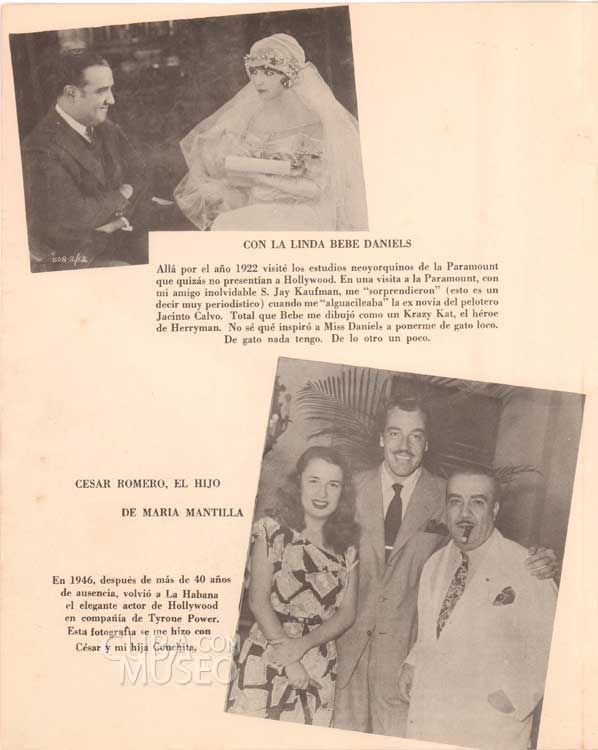 808 3/12
CON LA LINDA BEBE DANIELS
Allá por el año 1922 visité los estudios neoyorquinos de la Paramount
que quizás no presentían a Hollywood. En una visita a la Paramount, con
mi amigo inolvidable S. Jay Kaufman, me “sorprendieron” (esto es un
decir muy periodístico) cuando me “alguacileaba” la ex novia del pelotero
Jacinto Calvo. Total que Bebe me dibujó como un Krazy Kat, el héroe
de Herryman. No sé qué inspiró a Miss Daniels a ponerme de gato loco.
De gato nada tengo. De lo otro un poco.
CESAR ROMERO, EL HIJO
DE MARIA MANTILLA
En 1946, después de más de 40 años
de ausencia, volvió a La Habana
el elegante actor de Hollywood
en compañía de Tyrone Power.
Esta fotografía se me hizo con
César y mi hija Conchita.
CUBA.COM
MUSEO